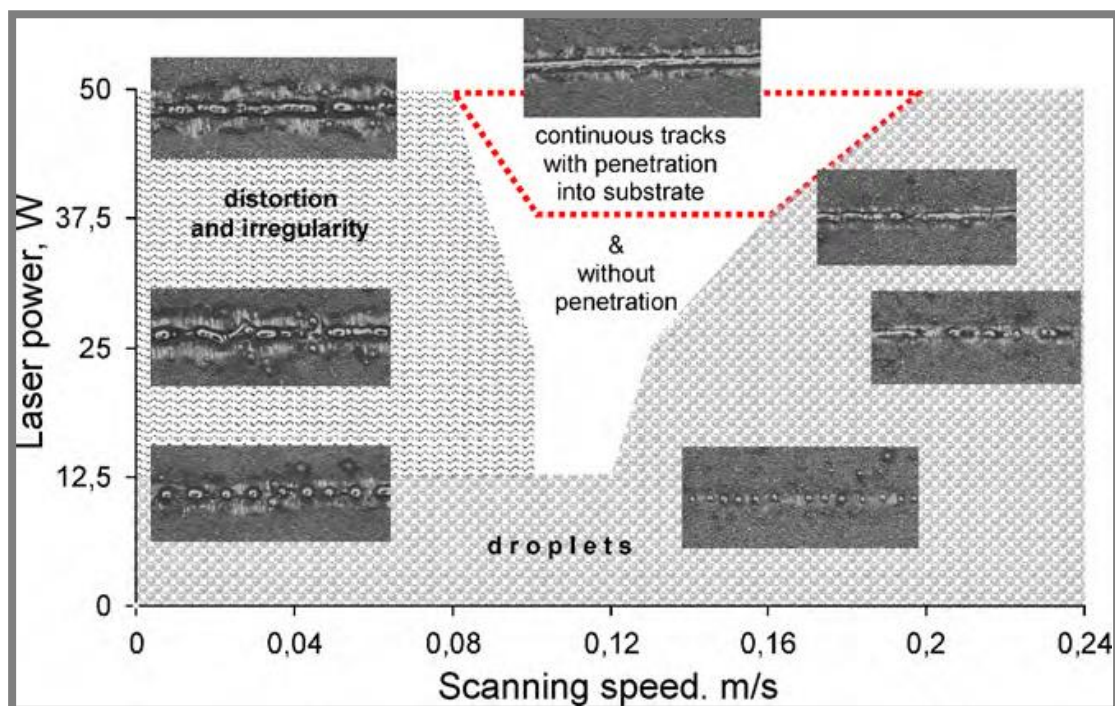 Laser power, W
50
37,5
25
12,5
0
0
0,04
0,08
0,12
0,16
0,2
0,24
Scanning speed. m/s
distortion
and irregularity
continuous tracks
with penetration
into substrate
&
without
penetration
droplets